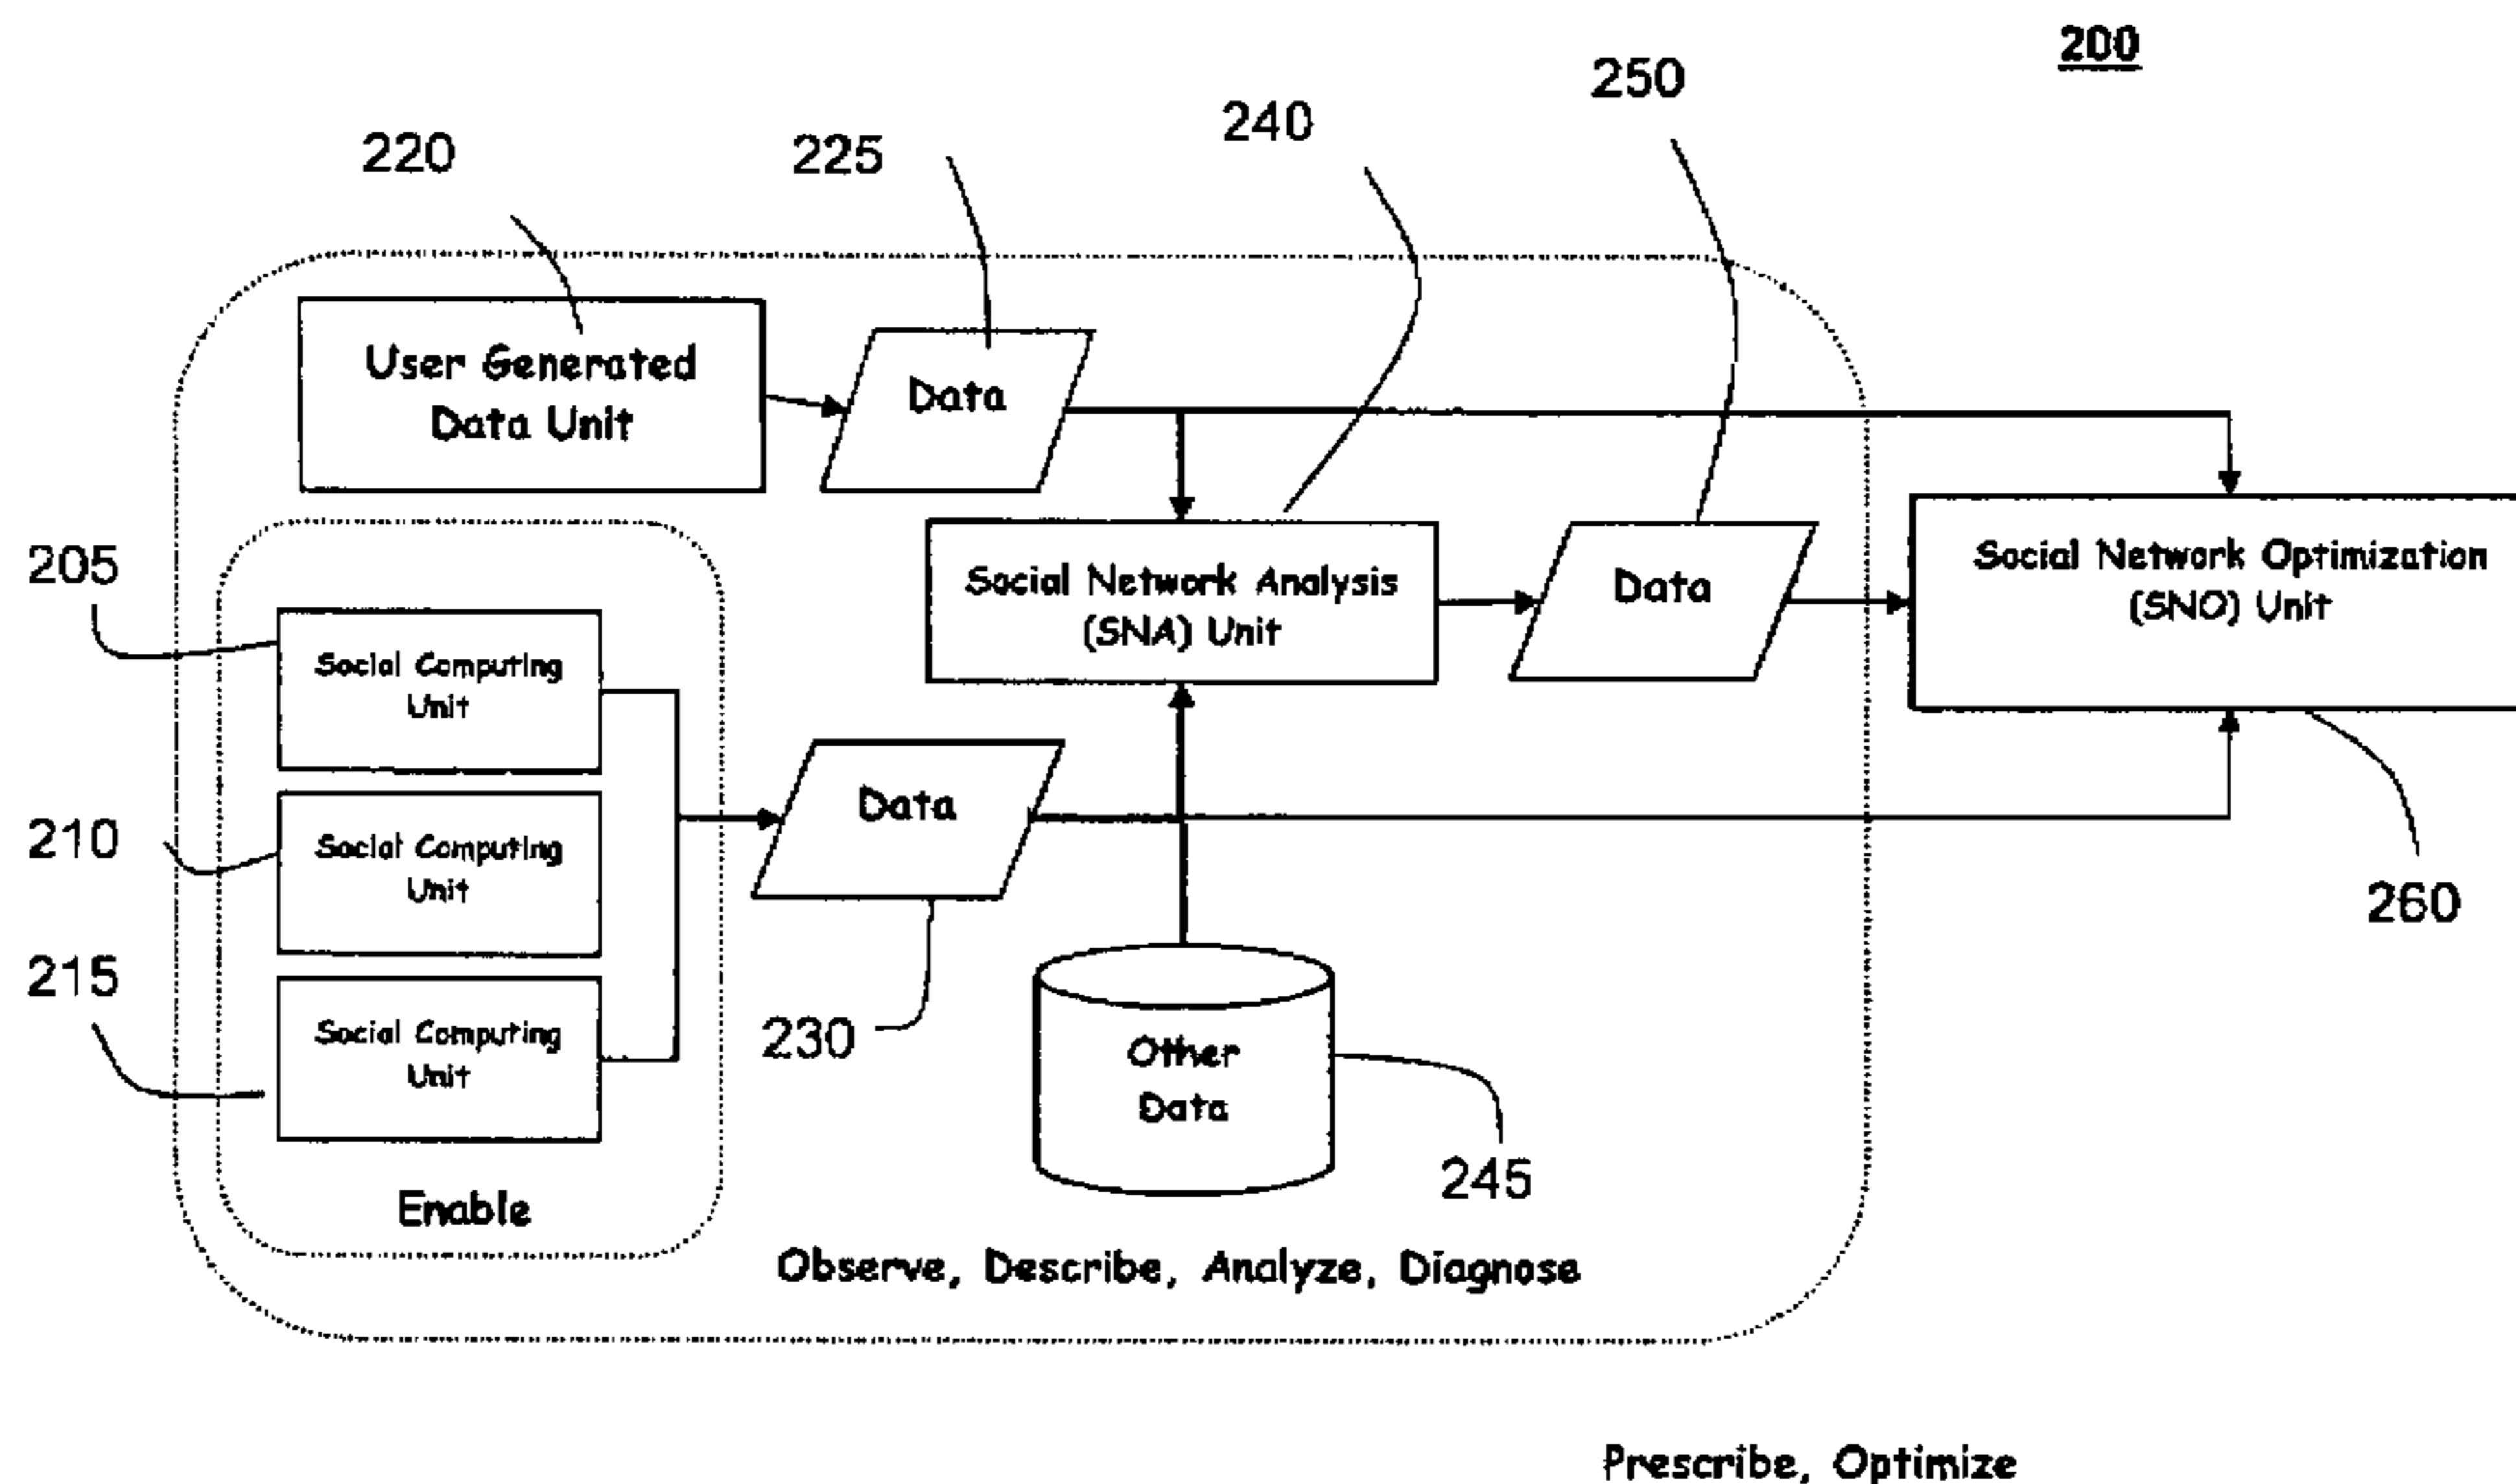 200
250
240
220
225
User Generated
Data Unit
Data
205
Social Network Analysis
(SNA) Unit
Data
Social Network Optimization
(SNO) Unit
Social Computing
Unit
210
Social Computing
Unit
Data
260
215
Social Computing
Unit
230
Other
Data
245
Enable
Observe, Describe, Analyze, Diagnose
Prescribe, Optimize